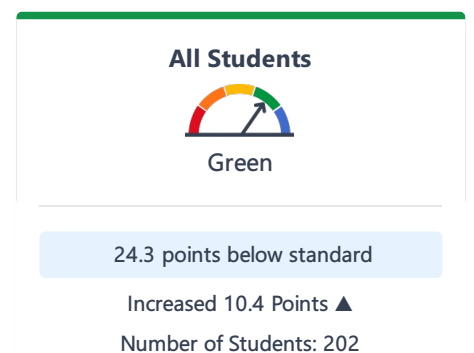 All Students
Green
24.3 points below standard
Increased 10.4 Points ▲
Number of Students: 202